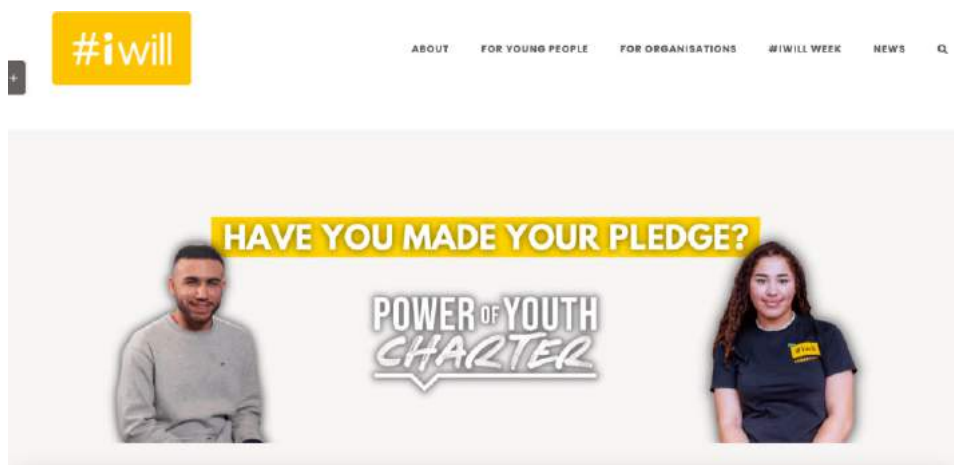 #iwill
ABOUT FOR YOUNG PEOPLE FOR ORGANISATIONS #IWILL WEEK NEWS
+
HAVE YOU MADE YOUR PLEDGE?
POWER OF YOUTH
CHARTER
#iwill